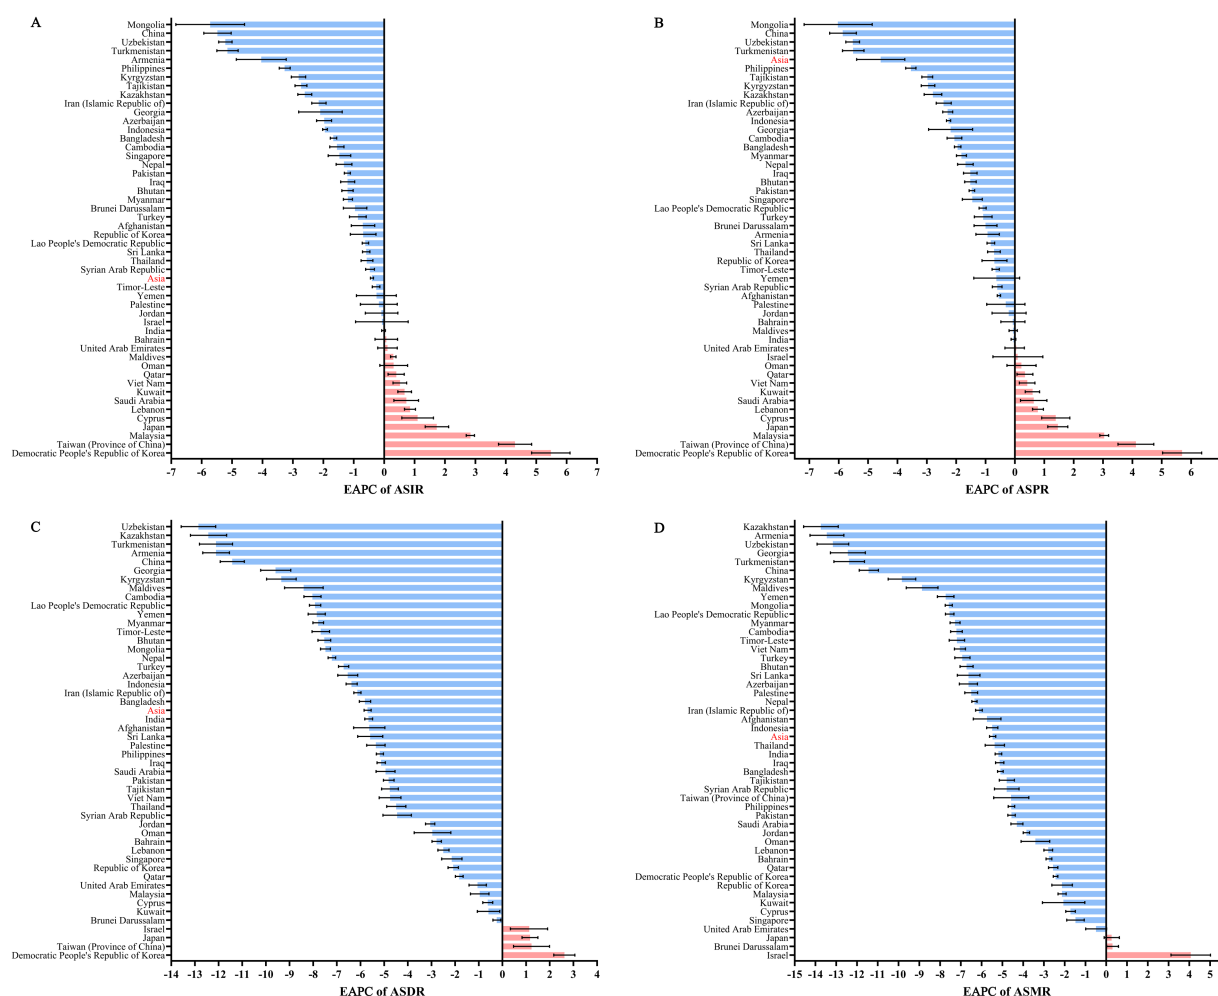 A
Mongolia
China
Uzbekistan
Turkmenistan
Armenia
Philippines
Kyrgyzstan
Tajikistan
Kazakhstan
Iran (Islamic Republic of)
Georgia
Azerbaijan
Indonesia
Bangladesh
Cambodia
Singapore
Nepal
Pakistan
Iraq
Bhutan
Myanmar
Brunei Darussalam
Turkey
Afghanistan
Republic of Korea
Lao People's Democratic Republic
Sri Lanka
Thailand
Syrian Arab Republic
Asia
Timor-Leste
Yemen
Palestine
Jordan
Israel
India
Bahrain
United Arab Emirates
Maldives
Oman
Qatar
Viet Nam
Kuwait
Saudi Arabia
Lebanon
Cyprus
Japan
Malaysia
Taiwan (Province of China)
Democratic People's Republic of Korea
-7 -6 -5 -4 -3 -2 -1 0 1 2 3 4 5 6 7
EAPC of ASIR
B
Mongolia
China
Uzbekistan
Turkmenistan
Asia
Philippines
Tajikistan
Kyrgyzstan
Kazakhstan
Iran (Islamic Republic of)
Azerbaijan
Indonesia
Georgia
Cambodia
Bangladesh
Myanmar
Nepal
Iraq
Bhutan
Pakistan
Singapore
Lao People's Democratic Republic
Turkey
Brunei Darussalam
Armenia
Sri Lanka
Thailand
Republic of Korea
Timor-Leste
Yemen
Syrian Arab Republic
Afghanistan
Palestine
Jordan
Bahrain
Maldives
India
United Arab Emirates
Israel
Oman
Qatar
Viet Nam
Kuwait
Saudi Arabia
Lebanon
Cyprus
Japan
Malaysia
Taiwan (Province of China)
Democratic People's Republic of Korea
-7 -6 -5 -4 -3 -2 -1 0 1 2 3 4 5 6
EAPC of ASPR
C
Uzbekistan
Kazakhstan
Turkmenistan
Armenia
China
Georgia
Kyrgyzstan
Maldives
Cambodia
Lao People's Democratic Republic
Yemen
Myanmar
Timor-Leste
Bhutan
Mongolia
Nepal
Turkey
Azerbaijan
Indonesia
Iran (Islamic Republic of)
Bangladesh
Asia
India
Afghanistan
Sri Lanka
Palestine
Philippines
Iraq
Saudi Arabia
Pakistan
Tajikistan
Viet Nam
Thailand
Syrian Arab Republic
Jordan
Oman
Bahrain
Lebanon
Singapore
Republic of Korea
Qatar
United Arab Emirates
Malaysia
Cyprus
Kuwait
Brunei Darussalam
Israel
Japan
Taiwan (Province of China)
Democratic People's Republic of Korea
-14 -13 -12 -11 -10 -9 -8 -7 -6 -5 -4 -3 -2 -1 0 1 2 3 4
EAPC of ASDR
D
Kazakhstan
Armenia
Uzbekistan
Georgia
Turkmenistan
China
Kyrgyzstan
Maldives
Yemen
Mongolia
Lao People's Democratic Republic
Myanmar
Cambodia
Timor-Leste
Viet Nam
Turkey
Bhutan
Sri Lanka
Azerbaijan
Palestine
Nepal
Iran (Islamic Republic of)
Afghanistan
Indonesia
Asia
Thailand
India
Iraq
Bangladesh
Tajikistan
Syrian Arab Republic
Taiwan (Province of China)
Philippines
Pakistan
Saudi Arabia
Jordan
Oman
Lebanon
Bahrain
Qatar
Democratic People's Republic of Korea
Republic of Korea
Malaysia
Kuwait
Cyprus
Singapore
United Arab Emirates
Japan
Brunei Darussalam
Israel
-15 -14 -13 -12 -11 -10 -9 -8 -7 -6 -5 -4 -3 -2 -1 0 1 2 3 4 5
EAPC of ASMR